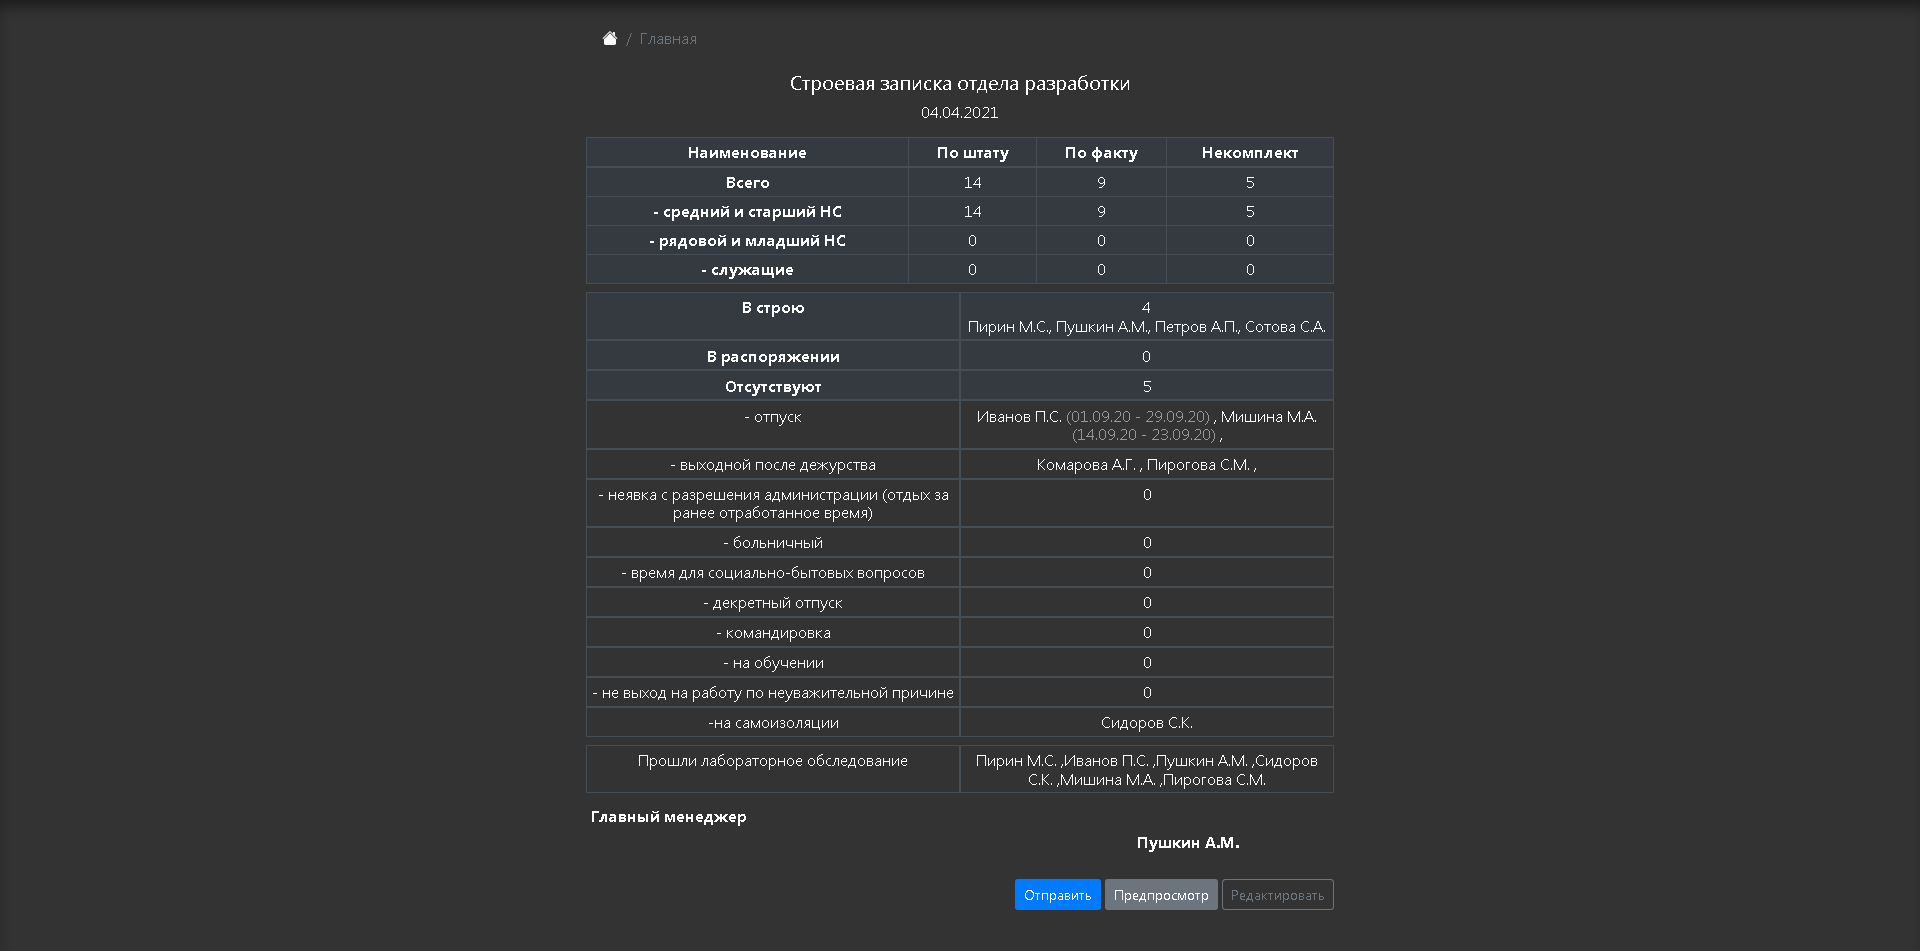 / Главная
Строевая записка отдела разработки
04.04.2021
Наименование По штату По факту Некомплект
Всего 14 9 5
- средний и старший НС 14 9 5
- рядовой и младший НС 0 0 0
- служащие 0 0 0
В строю 4
Пирин М.С., Пушкин А.М., Петров А.П., Сотова С.А.
В распоряжении 0
Отсутствуют 5
- отпуск Иванов П.С. (01.09.20 - 29.09.20) , Мишина М.А.
(14.09.20 - 23.09.20) ,
- выходной после дежурства Комарова А.Г. , Пирогова С.М. ,
- неявка с разрешения администрации (отдых за 0
ранее отработанное время)
- больничный 0
- время для социально-бытовых вопросов 0
- декретный отпуск 0
- командировка 0
- на обучении 0
- не выход на работу по неуважительной причине 0
-на самоизоляции Сидоров С.К.
Прошли лабораторное обследование Пирин М.С. ,Иванов П.С. ,Пушкин А.М. ,Сидоров
С.К. ,Мишина М.А. ,Пирогова С.М.
Главный менеджер
Пушкин А.М.
Отправить Предпросмотр Редактировать